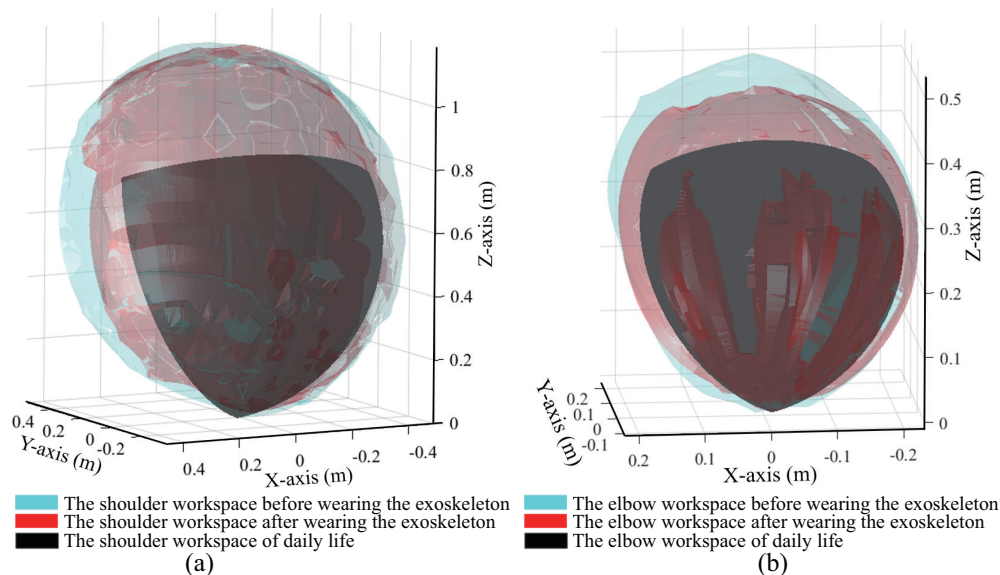 1
0.8
0.6
0.4
0.2
0
Z-axis (m)
0.4
0.2
0
-0.2
Y-axis (m)
0.4
0.2
0
-0.2
-0.4
X-axis (m)
The shoulder workspace before wearing the exoskeleton
The shoulder workspace after wearing the exoskeleton
The shoulder workspace of daily life
(a)
0.5
0.4
0.3
0.2
0.1
0
Z-axis (m)
0.2
0.1
0
-0.1
Y-axis (m)
0.2
0.1
0
-0.1
-0.2
X-axis (m)
The elbow workspace before wearing the exoskeleton
The elbow workspace after wearing the exoskeleton
The elbow workspace of daily life
(b)